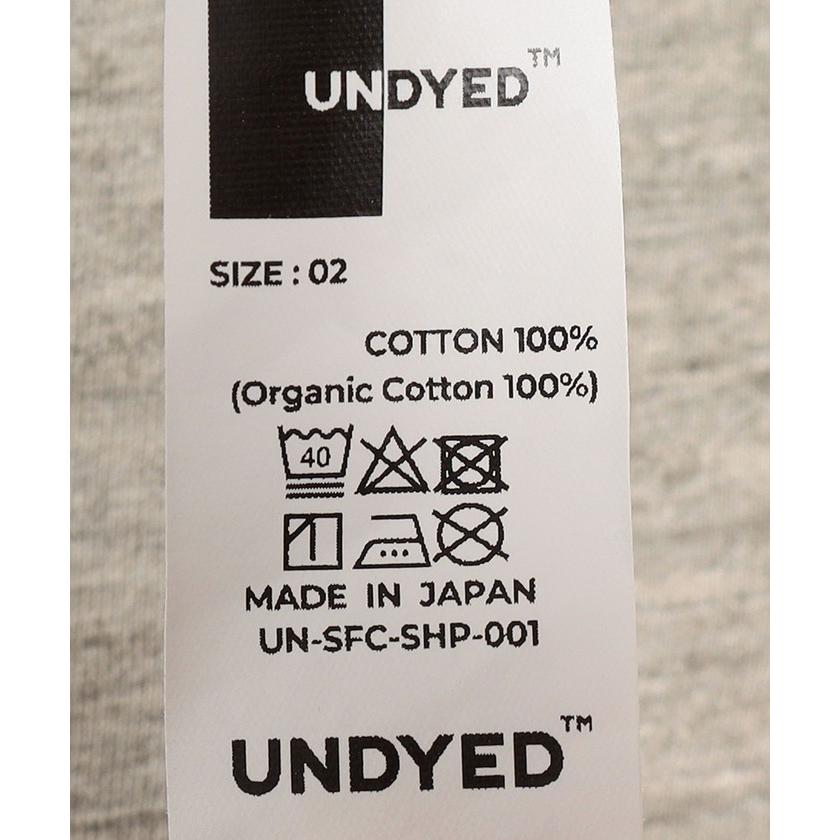 UNDYED™
SIZE : 02
COTTON 100%
(Organic Cotton 100%)
40
MADE IN JAPAN
UN-SFC-SHP-001
UNDYED™